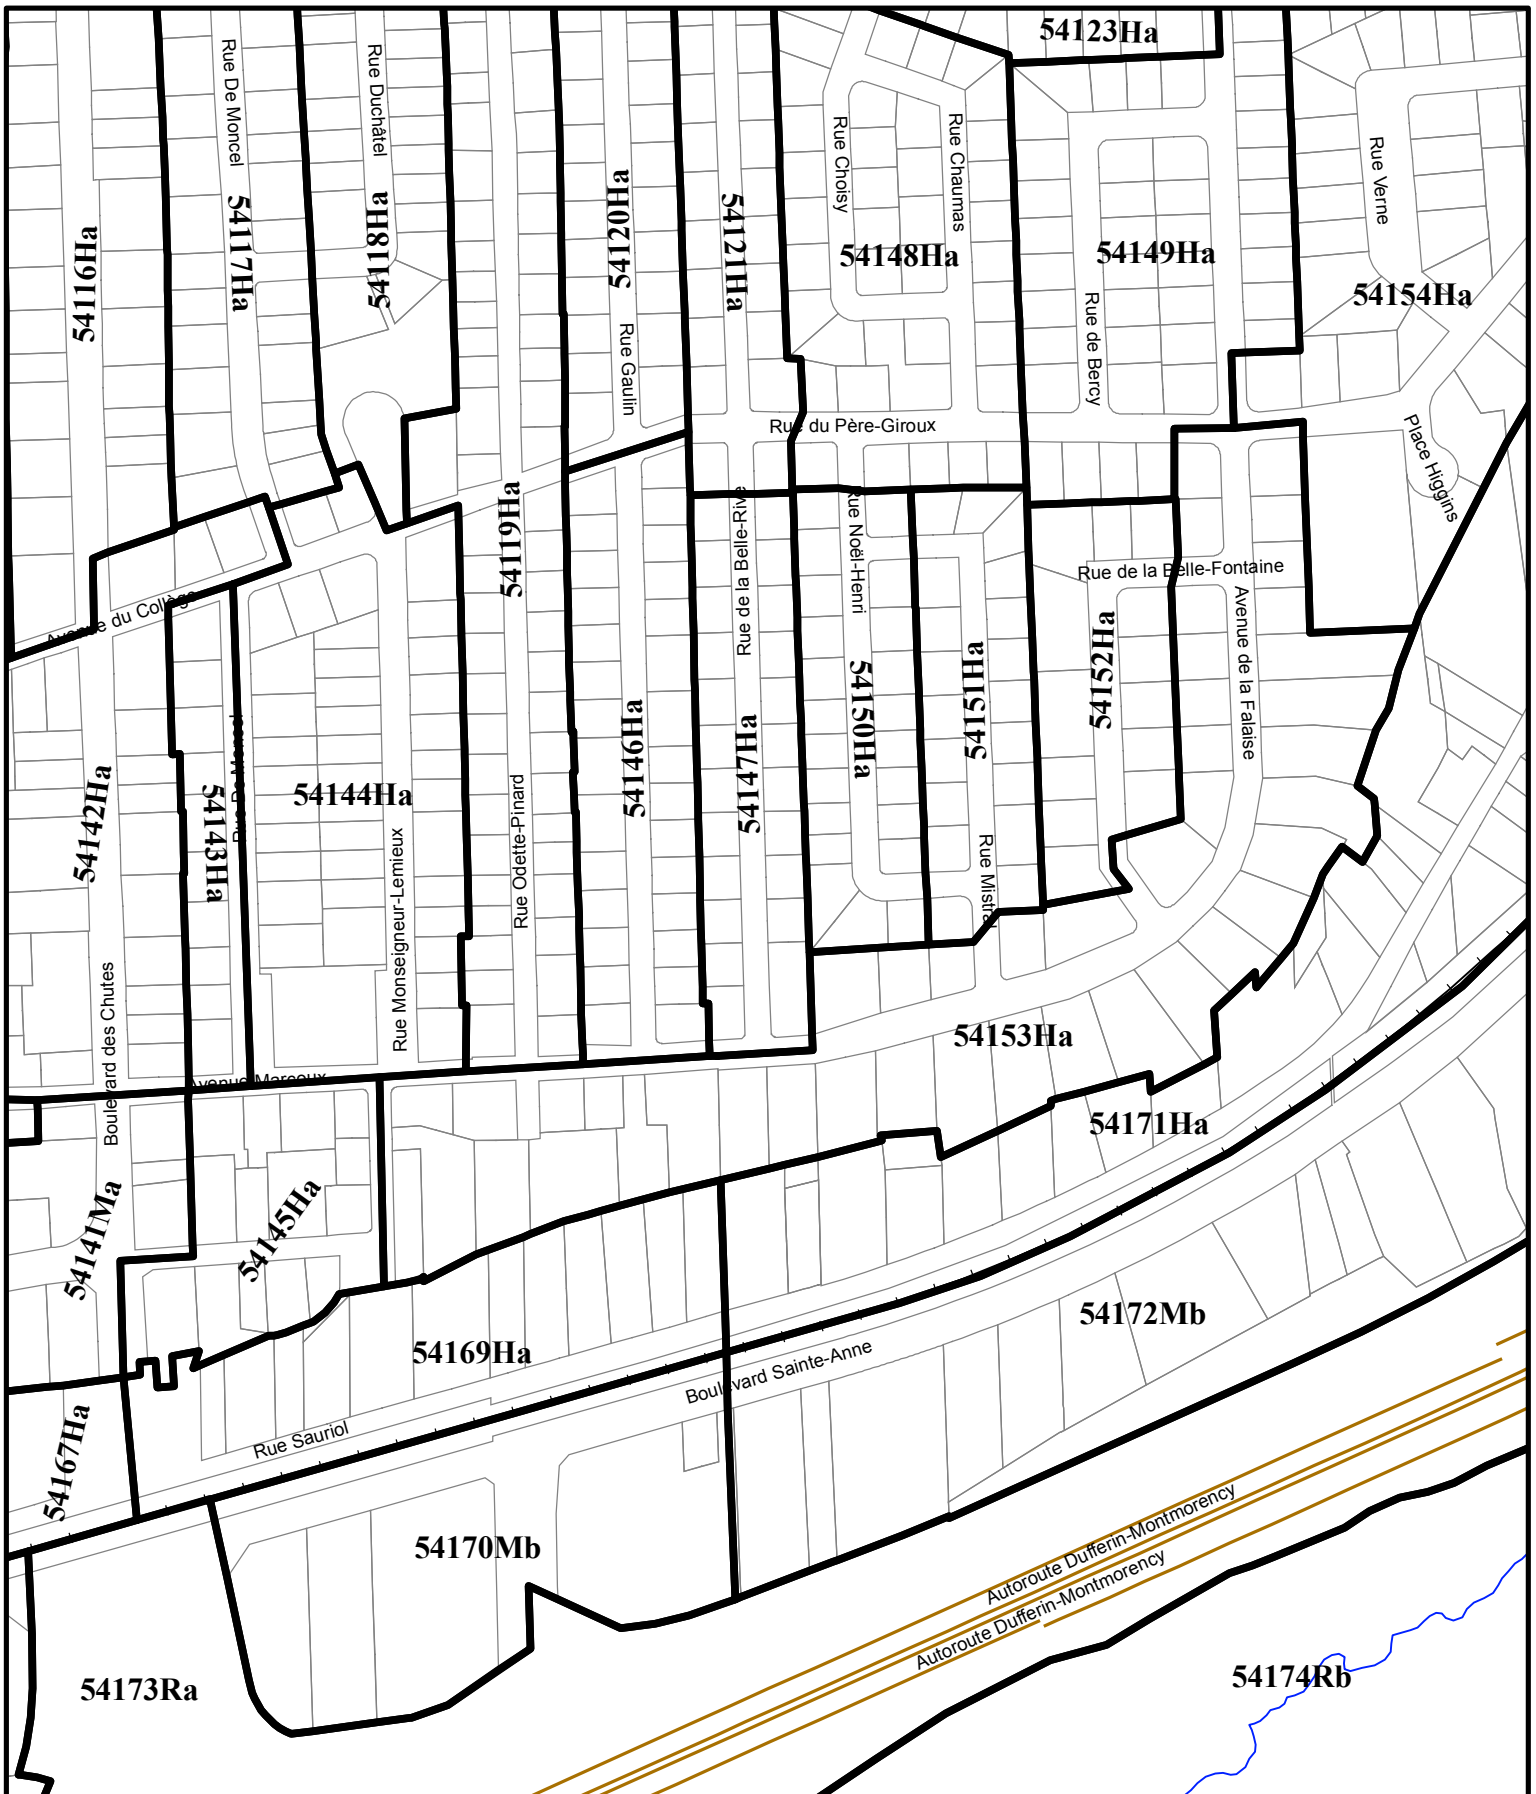 54123Ha
Rue De Moncel
Rue Duchâtel
Rue Choisy
Rue Chaumas
Rue Verne
54116Ha
54117Ha
54118Ha
54120Ha
54121Ha
54148Ha
54149Ha
54154Ha
Rue Gaulin
Rue de Bercy
Rue du Père-Giroux
Place Higgins
54119Ha
Rue de la Belle-Rive
Rue Noël-Henri
Rue de la Belle-Fontaine
Avenue du Collège
Avenue de la Falaise
54142Ha
54143Ha
Rue De Moncel
54144Ha
54146Ha
54147Ha
54150Ha
54151Ha
54152Ha
Rue Monseigneur-Lemieux
Rue Odette-Pinard
Rue Mistral
Boulevard des Chutes
54153Ha
Avenue Marcoux
54171Ha
54141Ma
54145Ha
54172Mb
54169Ha
Boulevard Sainte-Anne
Rue Sauriol
54167Ha
54170Mb
Autoroute Dufferin-Montmorency
Autoroute Dufferin-Montmorency
54173Ra
54174Rb